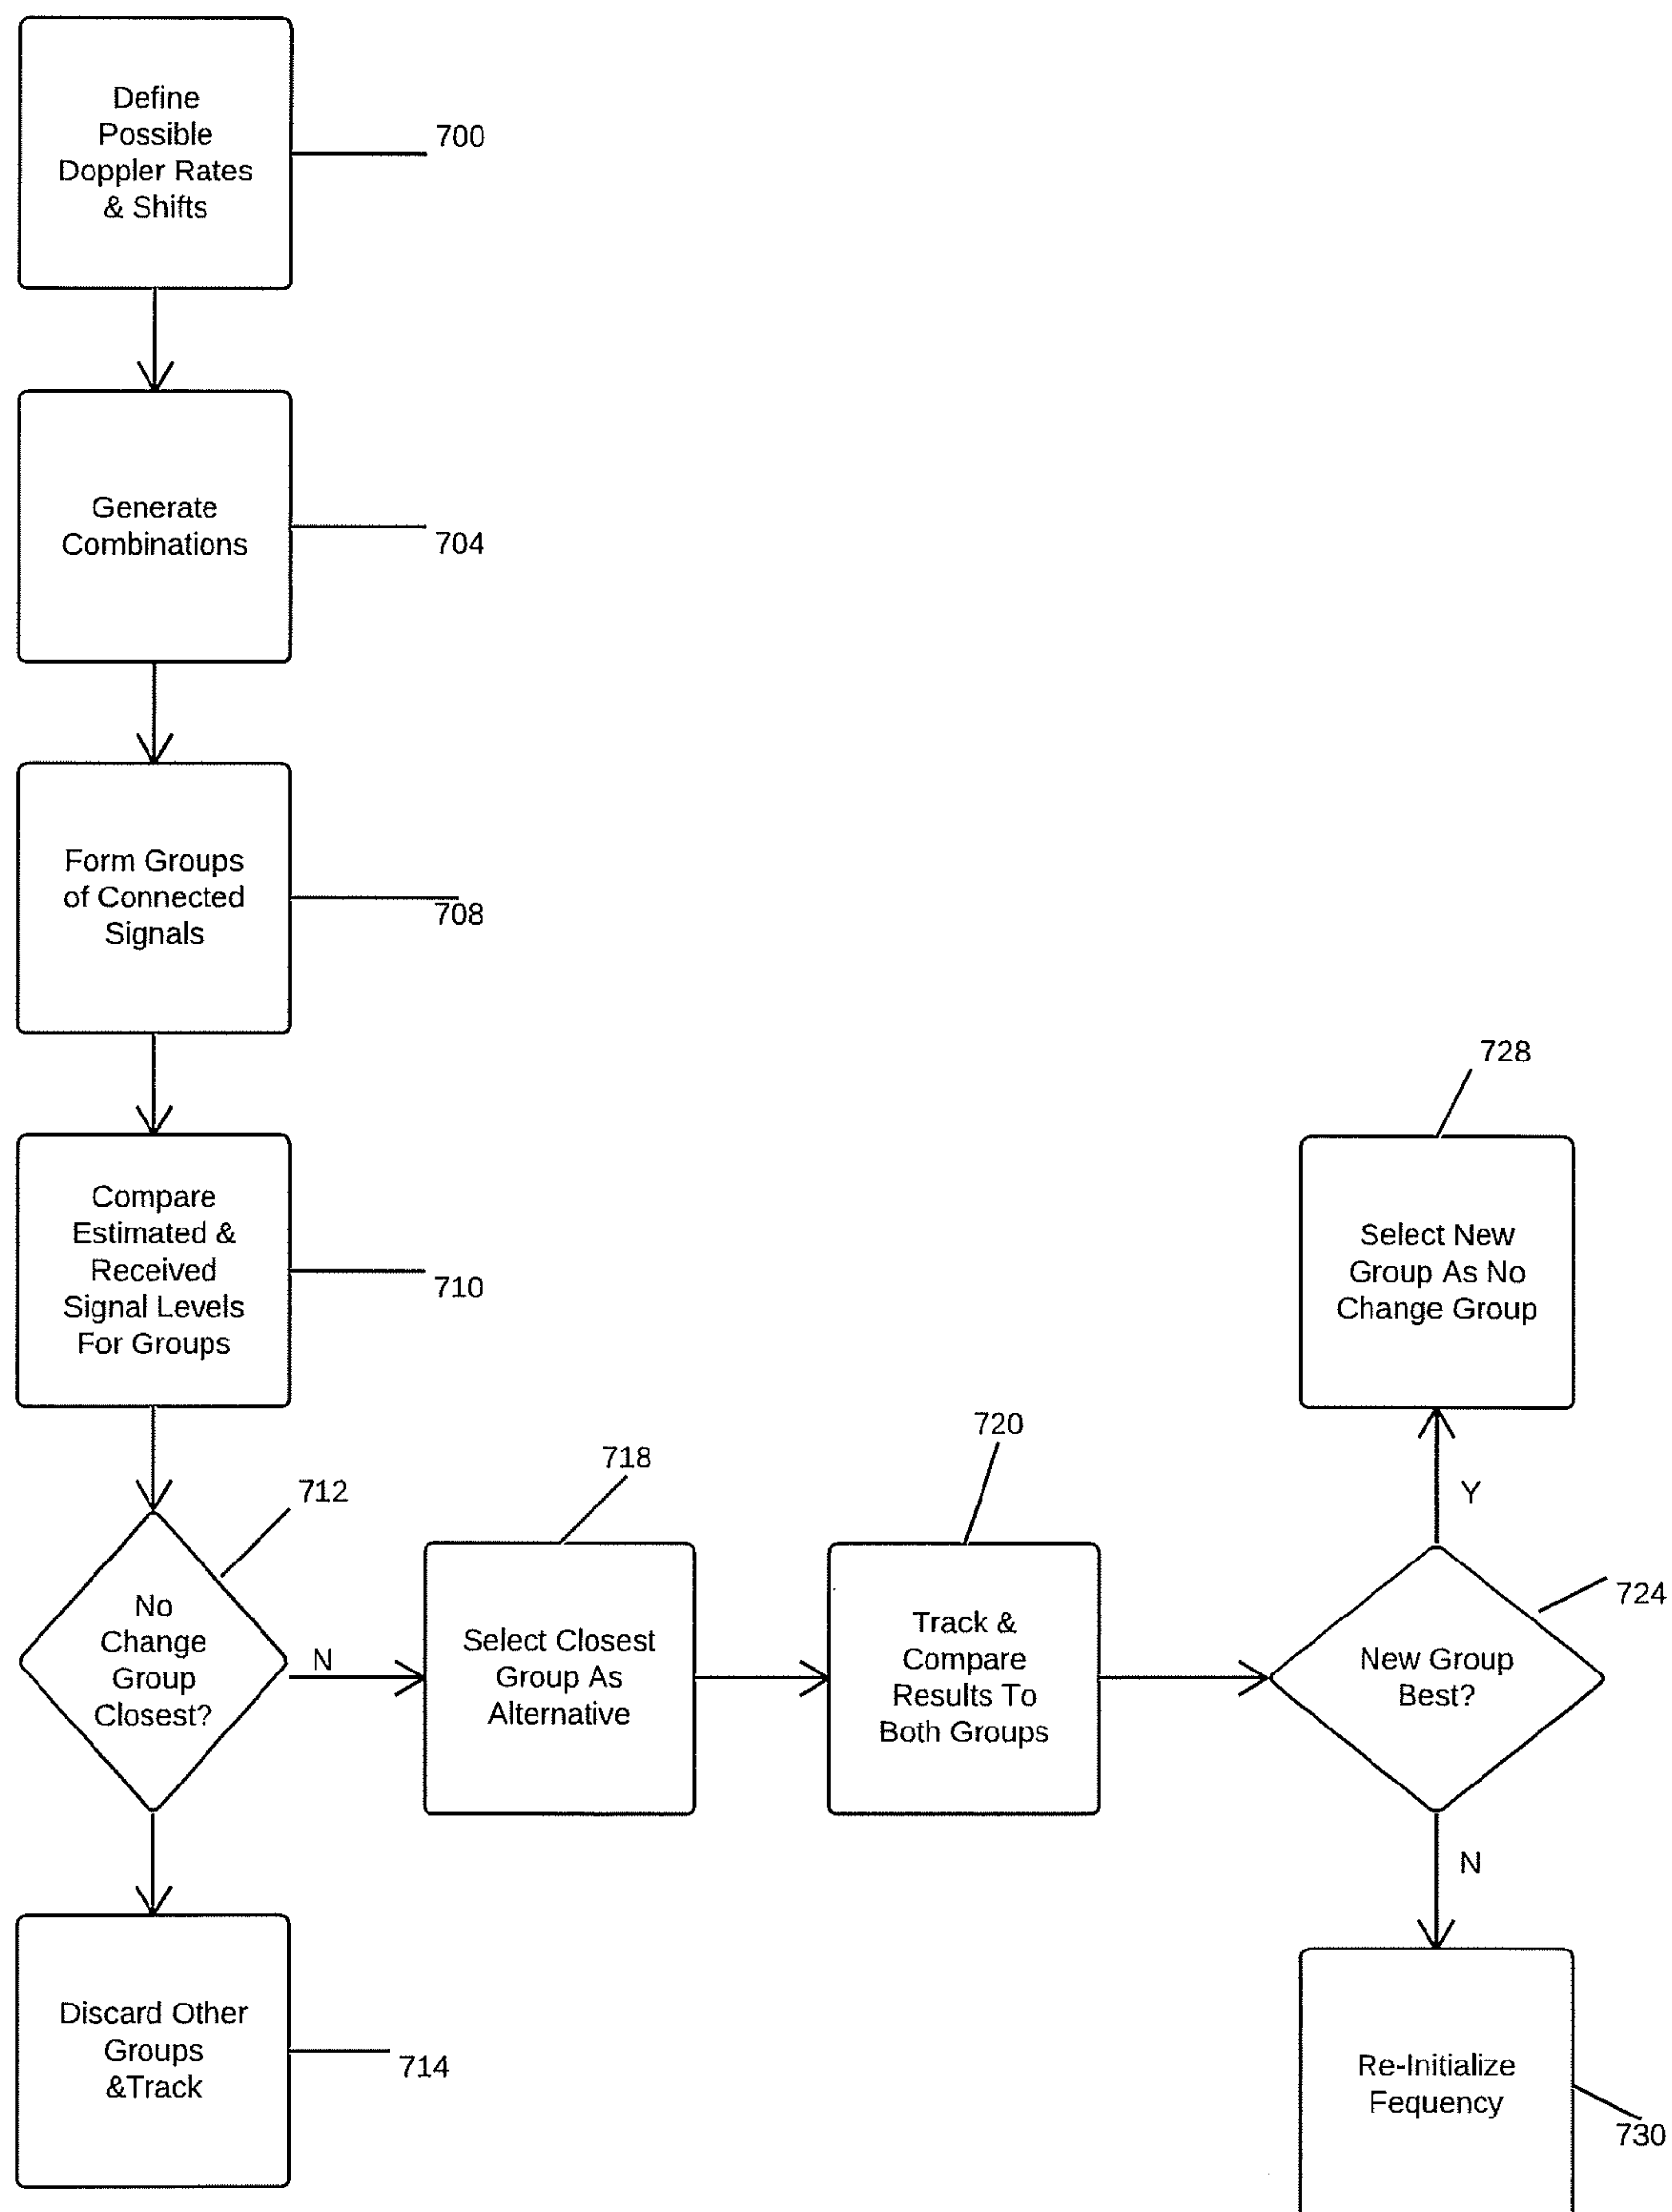 Define
Possible
Doppler Rates
& Shifts
700
Generate
Combinations
704
Form Groups
of Connected
Signals
708
Compare
Estimated &
Received
Signal Levels
For Groups
710
No
Change
Group
Closest?
712
N
Discard Other
Groups
&Track
714
Select Closest
Group As
Alternative
718
Track &
Compare
Results To
Both Groups
720
New Group
Best?
724
Y
Select New
Group As No
Change Group
728
N
Re-Initialize
Fequency
730